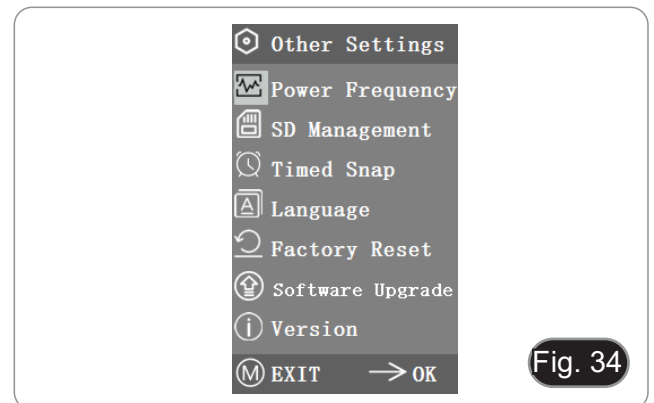 Other Settings
Power Frequency
SD Management
Timed Snap
A Language
Factory Reset
Software Upgrade
i Version
M EXIT → OK
Fig. 34